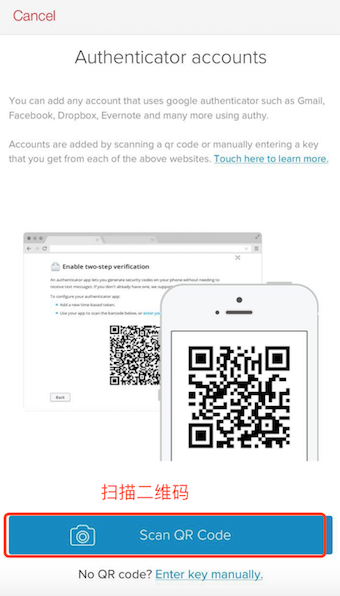 Cancel
Authenticator accounts
You can add any account that uses google authenticator such as Gmail,
Facebook, Dropbox, Evernote and many more using authy.
Accounts are added by scanning a qr code or manually entering a key
that you get from each of the above websites. Touch here to learn more.
Enable two-step verification
An authenticator app lets you generate security codes on your phone without needing to
receive text messages. If you don't already have one, we support
To configure your authenticator app:
Add a new time-based token.
Use your app to scan the barcode below, or enter
Back
扫描二维码
Scan QR Code
No QR code? Enter key manually.